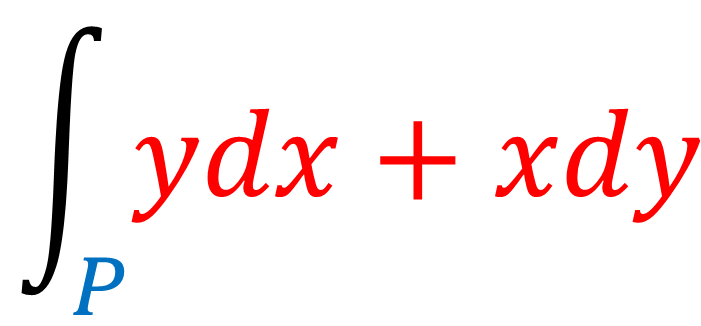 ∫_P ydx + xdy